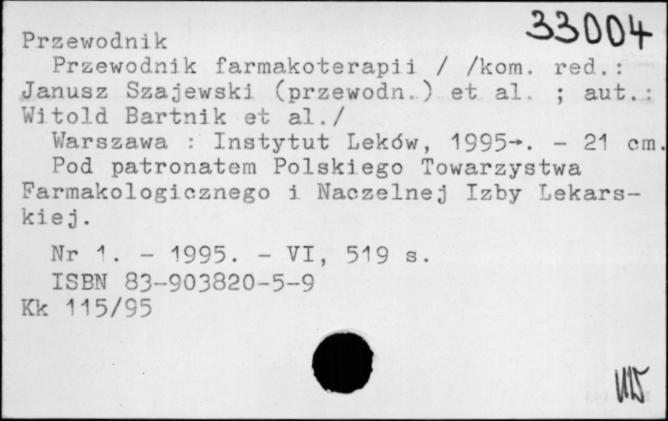 33004
Przewodnik
Przewodnik farmakoterapii / /kom. red.:
Janusz Szajewski (przewodn.) et al. ; aut.:
Witold Bartnik et al./
Warszawa : Instytut Leków, 1995→. - 21 cm.
Pod patronatem Polskiego Towarzystwa
Farmakologicznego i Naczelnej Izby Lekars-
kiej.
Nr 1. - 1995. - VI, 519 s.
ISBN 83-903820-5-9
Kk 115/95